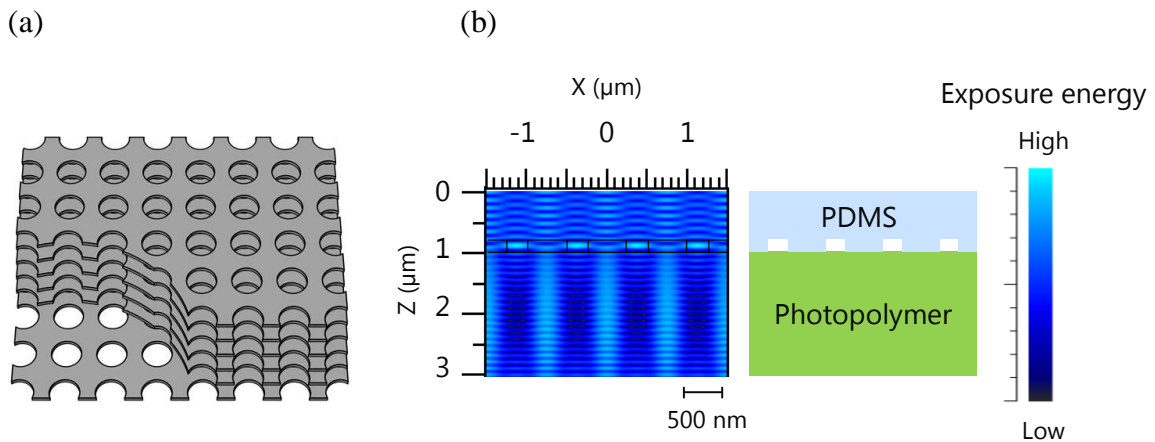 (a)
(b)
X (µm)
-1 0 1
0
1
2
3
Z (µm)
500 nm
PDMS
Photopolymer
Exposure energy
High
Low